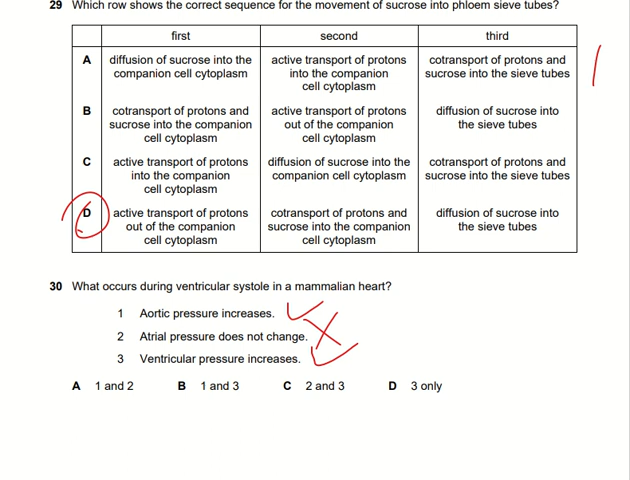 29 Which row shows the correct sequence for the movement of sucrose into phloem sieve tubes?
first second third
A diffusion of sucrose into the companion cell cytoplasm active transport of protons into the companion cell cytoplasm cotransport of protons and sucrose into the sieve tubes
B cotransport of protons and sucrose into the companion cell cytoplasm active transport of protons out of the companion cell cytoplasm diffusion of sucrose into the sieve tubes
C active transport of protons into the companion cell cytoplasm diffusion of sucrose into the companion cell cytoplasm cotransport of protons and sucrose into the sieve tubes
D active transport of protons out of the companion cell cytoplasm cotransport of protons and sucrose into the companion cell cytoplasm diffusion of sucrose into the sieve tubes
30 What occurs during ventricular systole in a mammalian heart?
1 Aortic pressure increases.
2 Atrial pressure does not change.
3 Ventricular pressure increases.
A 1 and 2 B 1 and 3 C 2 and 3 D 3 only